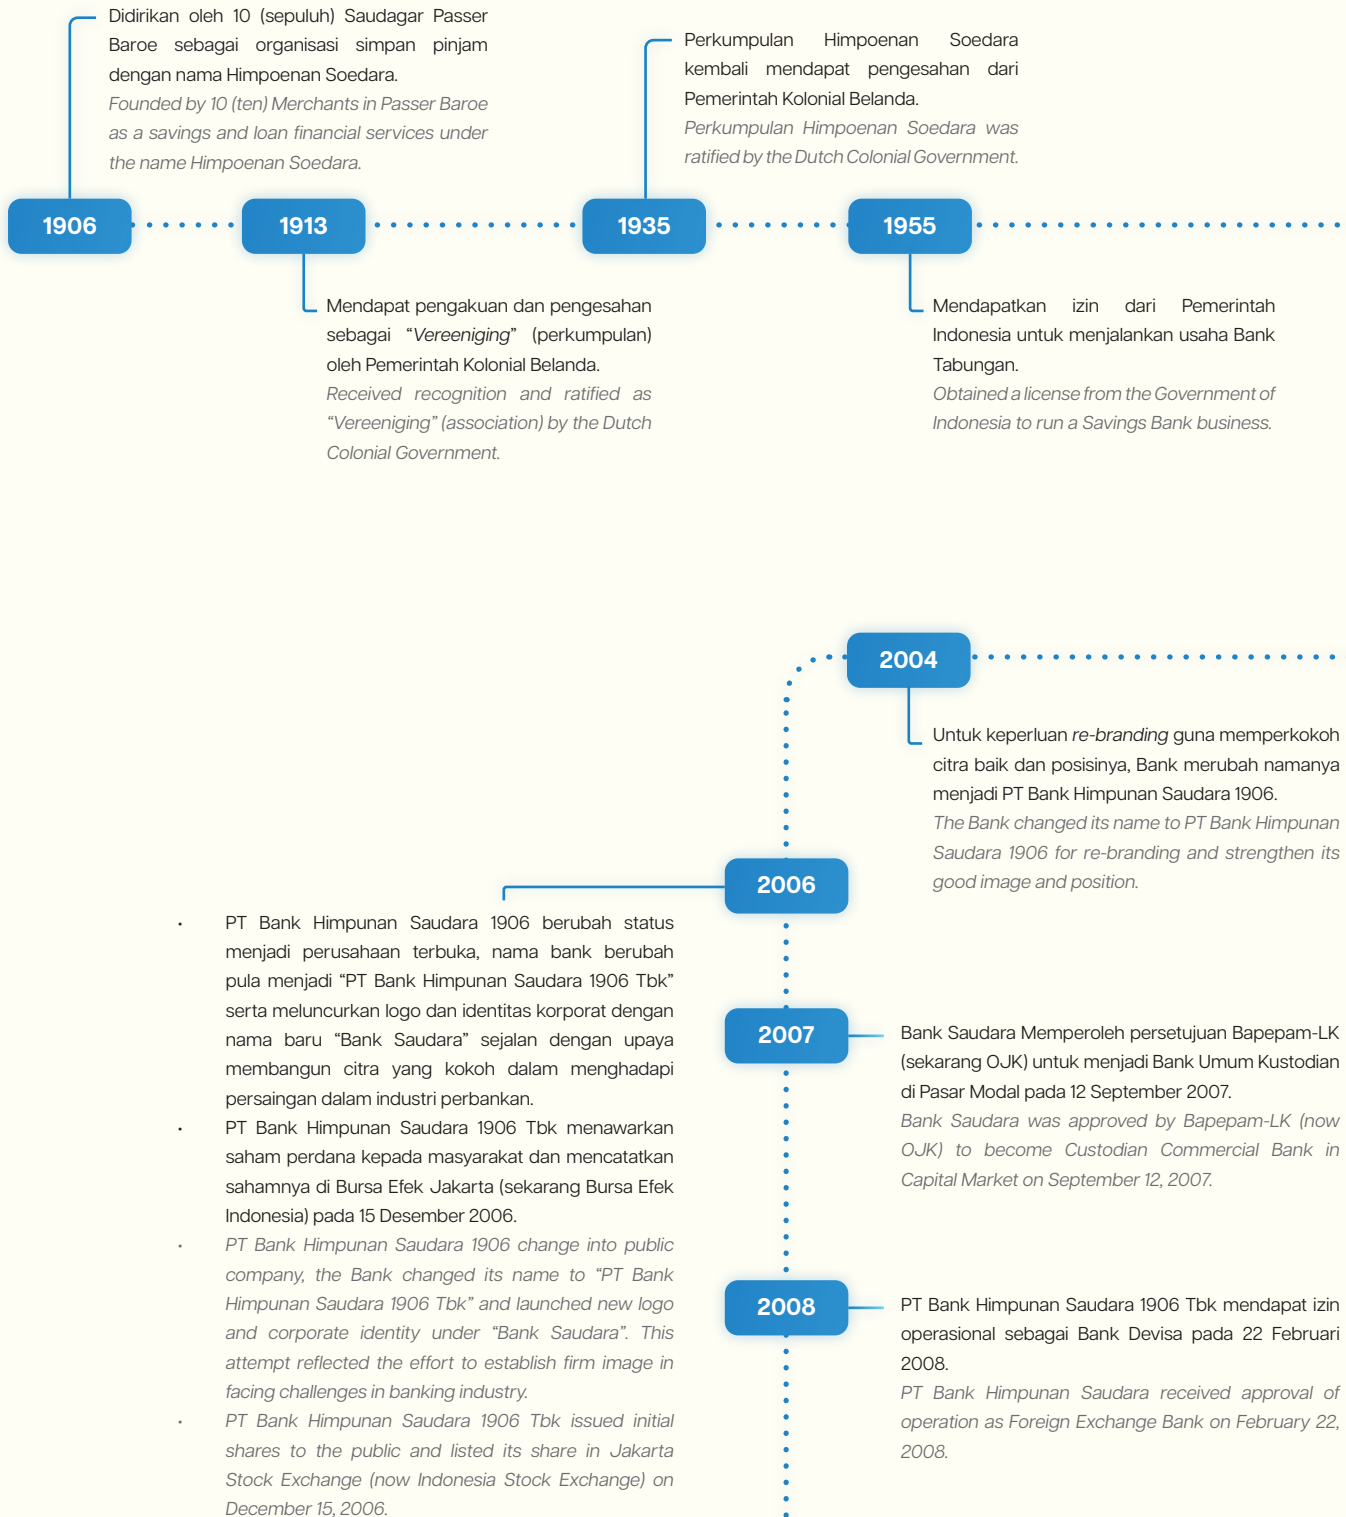 Didirikan oleh 10 (sepuluh) Saudagar Passer
Baroe sebagai organisasi simpan pinjam
dengan nama Himpoenan Soedara.
Founded by 10 (ten) Merchants in Passer Baroe
as a savings and loan financial services under
the name Himpoenan Soedara.
Perkumpulan Himpoenan Soedara
kembali mendapat pengesahan dari
Pemerintah Kolonial Belanda.
Perkumpulan Himpoenan Soedara was
ratified by the Dutch Colonial Government.
1906
1913
1935
1955
Mendapat pengakuan dan pengesahan
sebagai “Vereeniging” (perkumpulan)
oleh Pemerintah Kolonial Belanda.
Received recognition and ratified as
“Vereeniging” (association) by the Dutch
Colonial Government.
Mendapatkan izin dari Pemerintah
Indonesia untuk menjalankan usaha Bank
Tabungan.
Obtained a license from the Government of
Indonesia to run a Savings Bank business.
2004
Untuk keperluan re-branding guna memperkokoh
citra baik dan posisinya, Bank merubah namanya
menjadi PT Bank Himpunan Saudara 1906.
The Bank changed its name to PT Bank Himpunan
Saudara 1906 for re-branding and strengthen its
good image and position.
2006
• PT Bank Himpunan Saudara 1906 berubah status
menjadi perusahaan terbuka, nama bank berubah
pula menjadi “PT Bank Himpunan Saudara 1906 Tbk”
serta meluncurkan logo dan identitas korporat dengan
nama baru “Bank Saudara” sejalan dengan upaya
membangun citra yang kokoh dalam menghadapi
persaingan dalam industri perbankan.
• PT Bank Himpunan Saudara 1906 Tbk menawarkan
saham perdana kepada masyarakat dan mencatatkan
sahamnya di Bursa Efek Jakarta (sekarang Bursa Efek
Indonesia) pada 15 Desember 2006.
• PT Bank Himpunan Saudara 1906 change into public
company, the Bank changed its name to “PT Bank
Himpunan Saudara 1906 Tbk” and launched new logo
and corporate identity under “Bank Saudara”. This
attempt reflected the effort to establish firm image in
facing challenges in banking industry.
• PT Bank Himpunan Saudara 1906 Tbk issued initial
shares to the public and listed its share in Jakarta
Stock Exchange (now Indonesia Stock Exchange) on
December 15, 2006.
2007
Bank Saudara Memperoleh persetujuan Bapepam-LK
(sekarang OJK) untuk menjadi Bank Umum Kustodian
di Pasar Modal pada 12 September 2007.
Bank Saudara was approved by Bapepam-LK (now
OJK) to become Custodian Commercial Bank in
Capital Market on September 12, 2007.
2008
PT Bank Himpunan Saudara 1906 Tbk mendapat izin
operasional sebagai Bank Devisa pada 22 Februari
2008.
PT Bank Himpunan Saudara received approval of
operation as Foreign Exchange Bank on February 22,
2008.